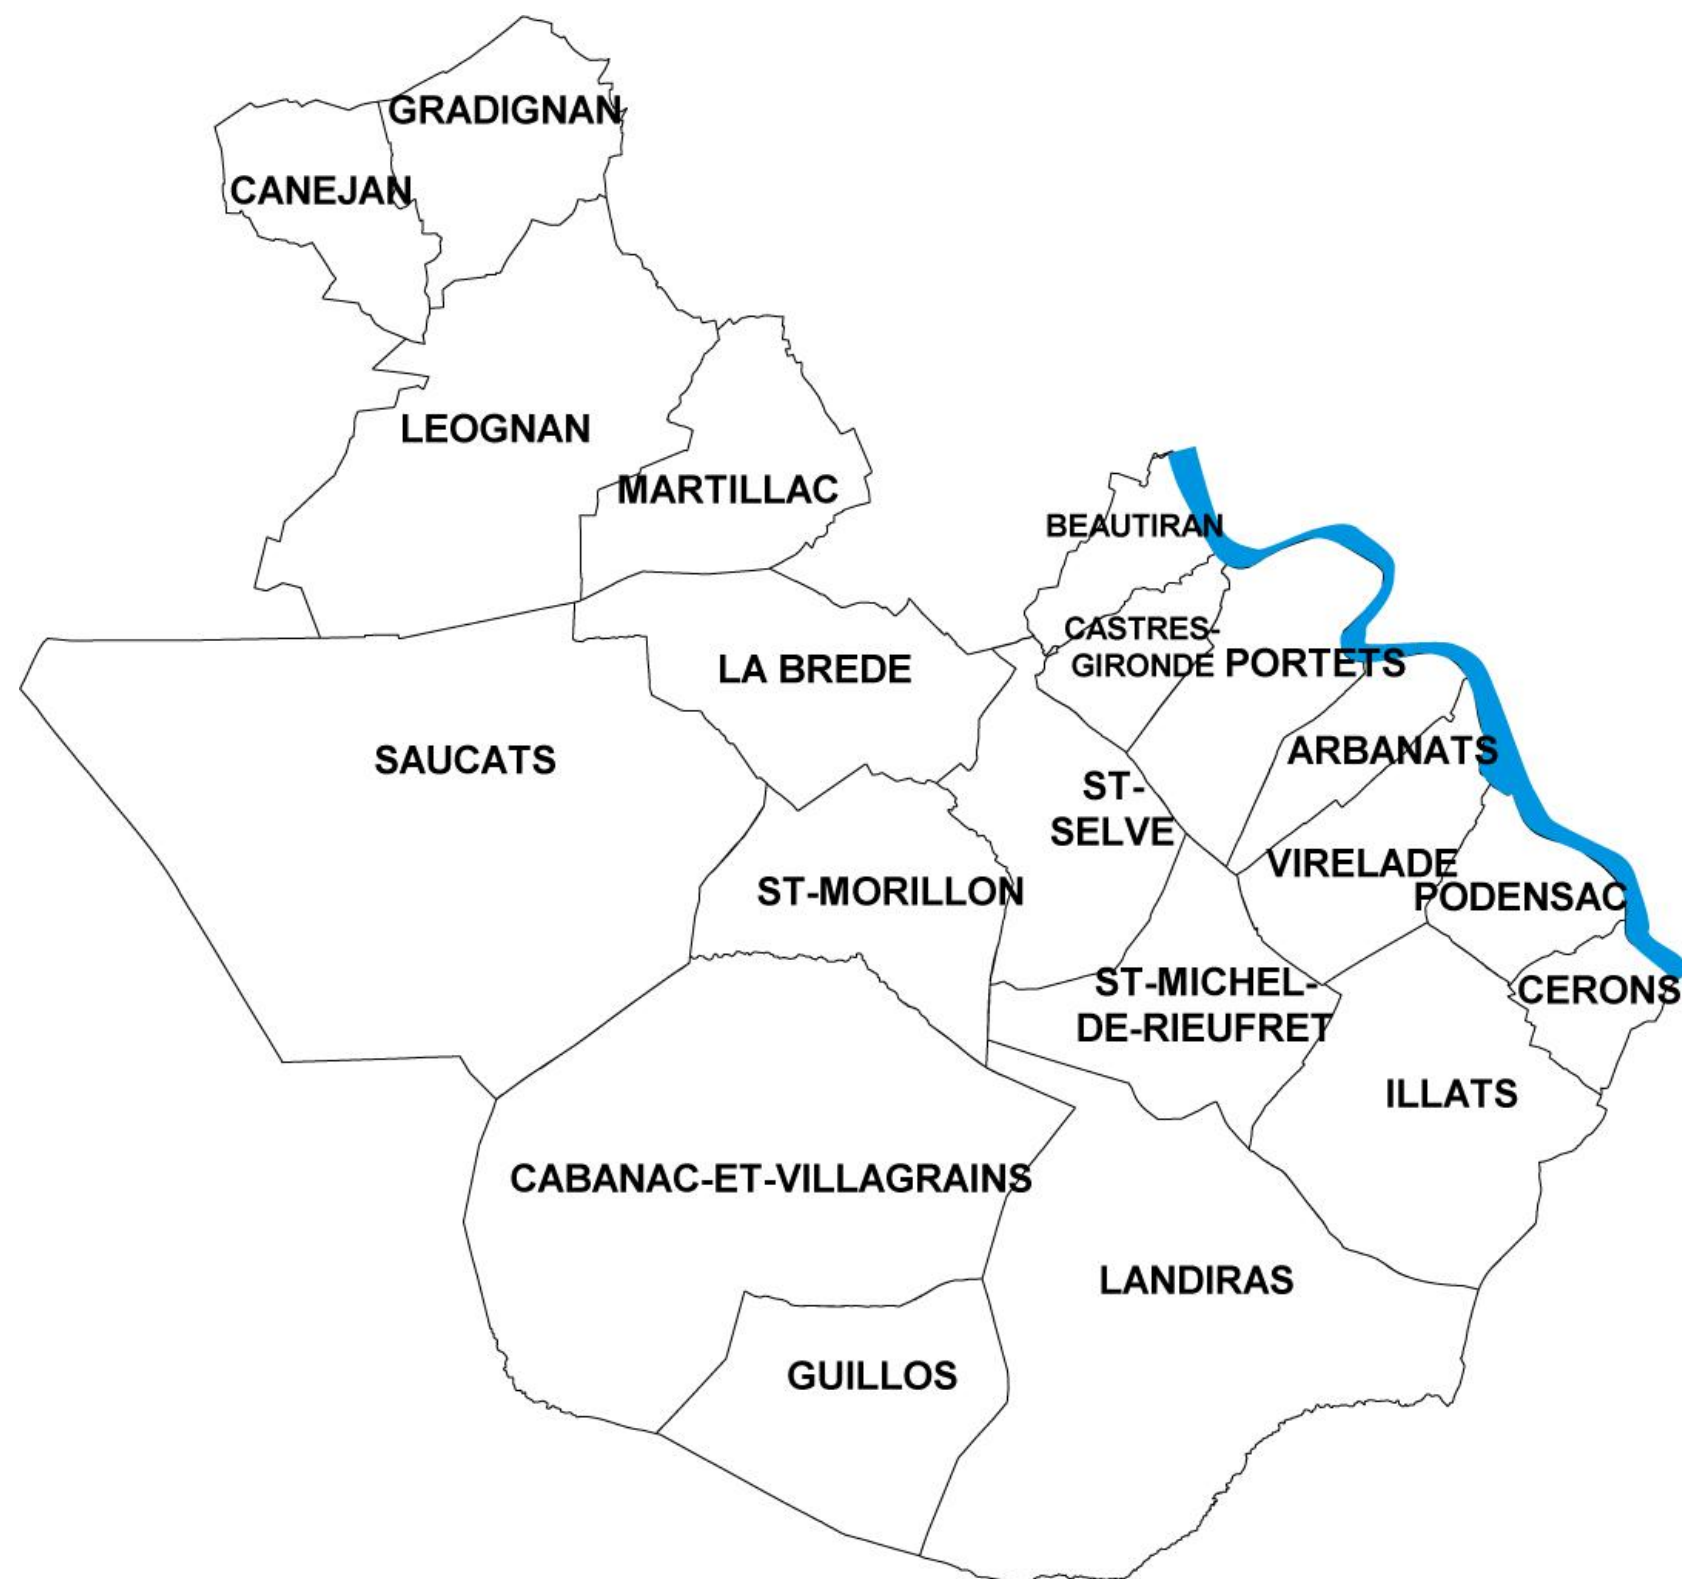 GRADIGNAN
CANEJAN
LEOGNAN
MARTILLAC
BEAUTIRAN
CASTRES-
GIRONDE
PORTETS
LA BREDE
ARBANATS
SAUCATS
ST-
SELVE
VIRELADE
ST-MORILLON
PODENSAC
ST-MICHEL-
DE-RIEUFRET
CERONS
ILLATS
CABANAC-ET-VILLAGRAINS
LANDIRAS
GUILLOS